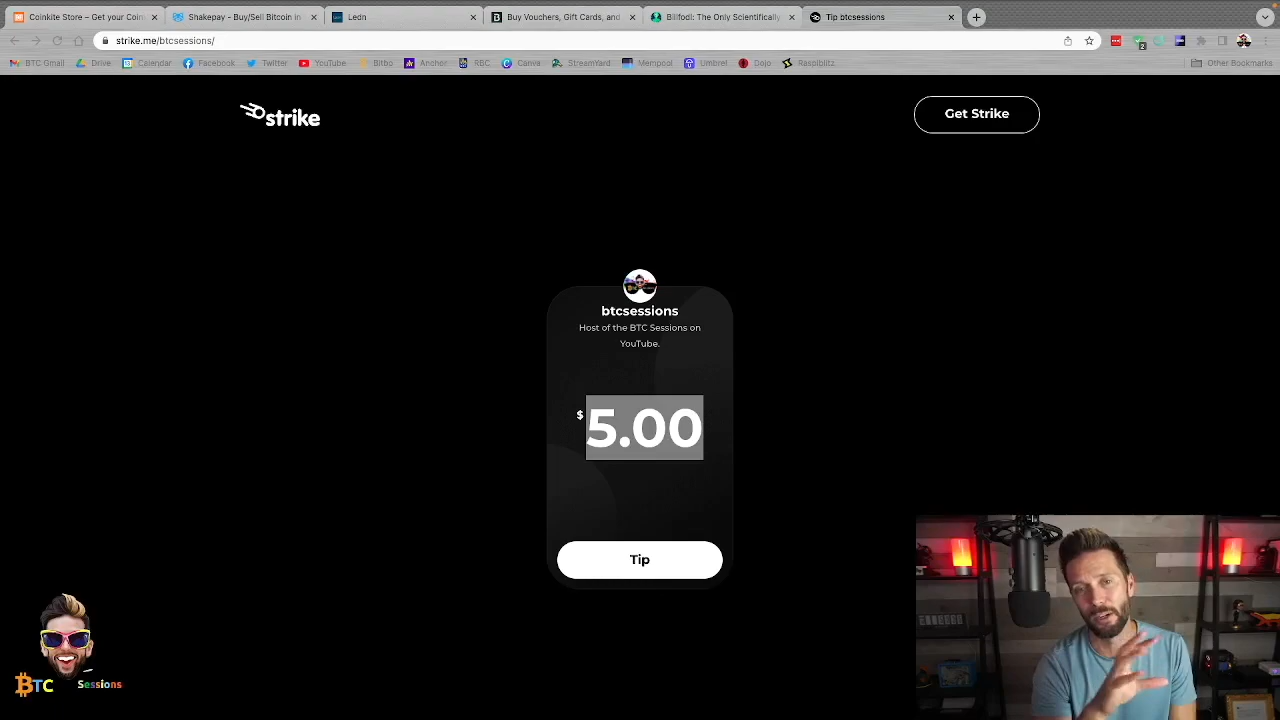 Coinkite Store – Get your Coin
Shakepay - Buy/Sell Bitcoin in
Ledn
Buy Vouchers, Gift Cards, and
Billfodl: The Only Scientifically
Tip btcsessions
strike.me/btcsessions/
2
BTC Gmail
Drive
Calendar
Facebook
Twitter
YouTube
Bitbo
Anchor
RBC
Canva
StreamYard
Mempool
Umbrel
Dojo
Raspiblitz
Other Bookmarks
strike
Get Strike
btcsessions
Host of the BTC Sessions on
YouTube.
$5.00
Tip
BTC Sessions